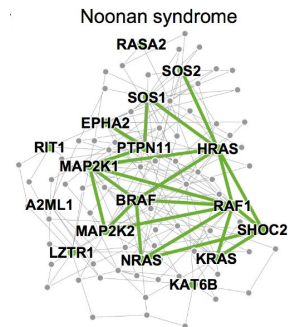 Noonan syndrome
RASA2
SOS2
SOS1
EPHA2
RIT1 PTPN11 HRAS
MAP2K1
A2ML1 BRAF RAF1
MAP2K2 SHOC2
LZTR1 NRAS KRAS
KAT6B